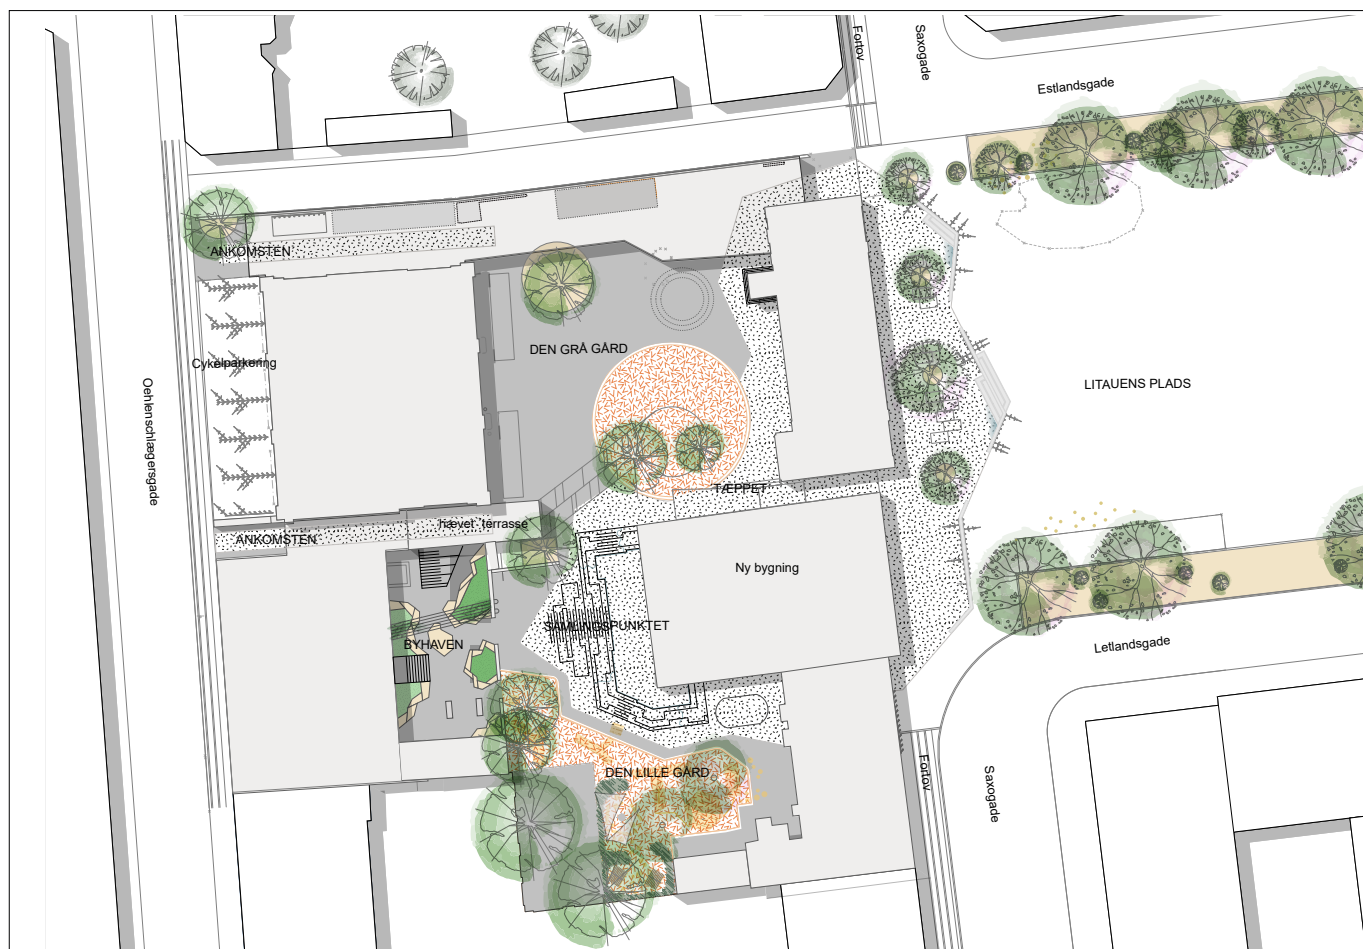 Fortov
Saxogade
Estlandsgade
ANKOMSTEN
DEN GRÅ GÅRD
Cykelparkering
LITAUENS PLADS
Oehlenschlægersgade
TÆPPET
hævet terrasse
ANKOMSTEN
Ny bygning
SAMLINGSPUNKTET
BYHAVEN
Letlandsgade
DEN LILLE GÅRD
Fortov
Saxogade